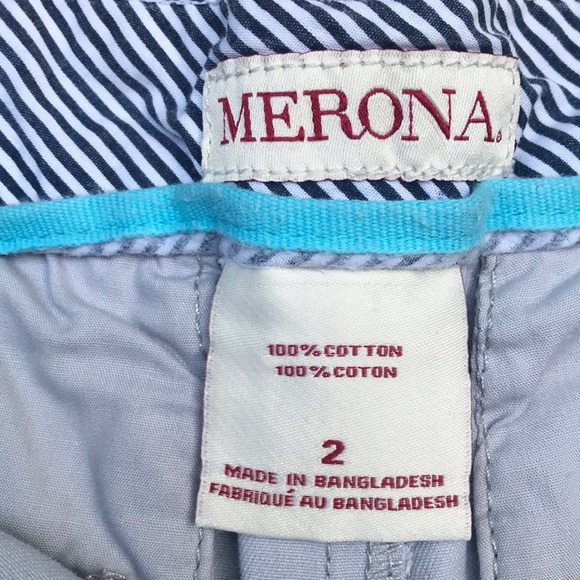 MERONA
100% COTTON
100% COTON
2
MADE IN BANGLADESH
FABRIQUÉ AU BANGLADESH